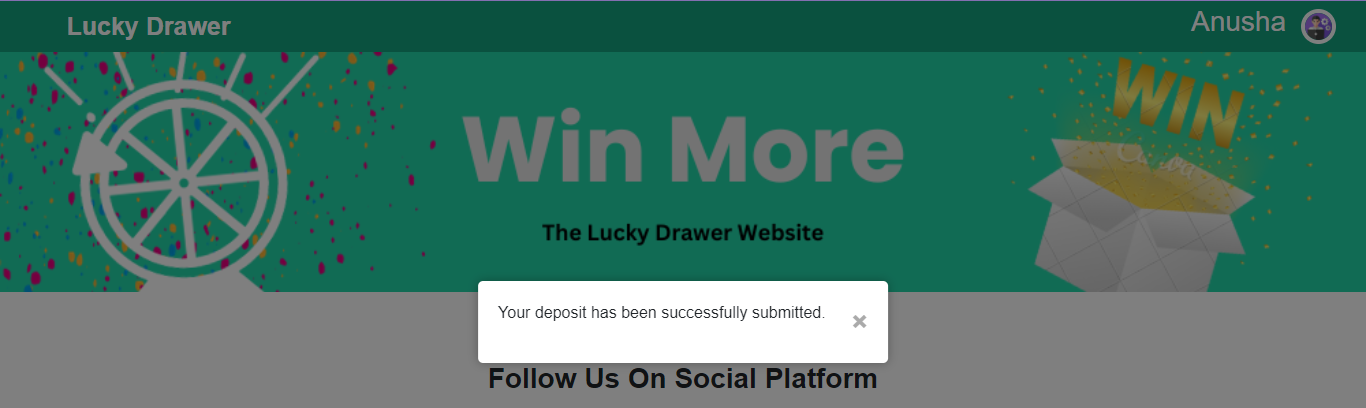 Lucky Drawer
Anusha
WIN
Win More
Canva
The Lucky Drawer Website
Your deposit has been successfully submitted.
×
Follow Us On Social Platform